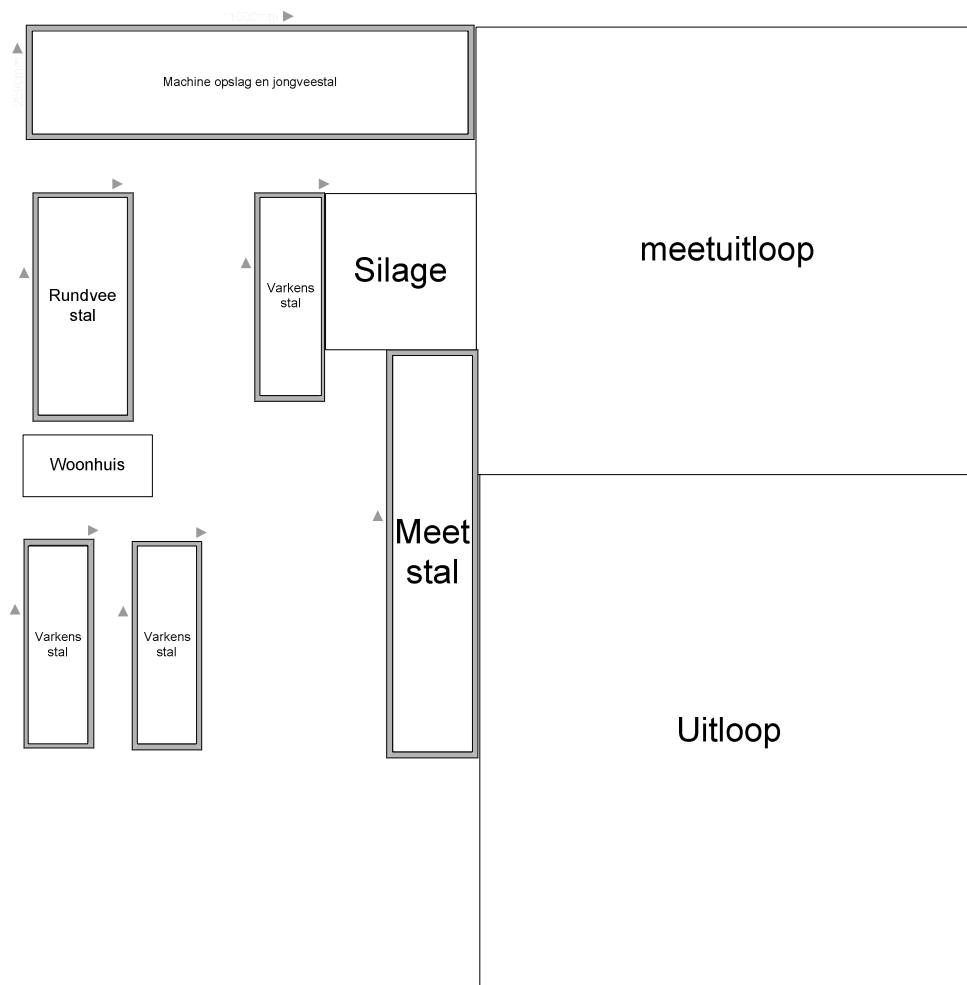 Machine opslag en jongveestal
meetuitloop
Silage
Varkens
stal
Rundvee
stal
Woonhuis
Meet
stal
Varkens
stal
Varkens
stal
Uitloop